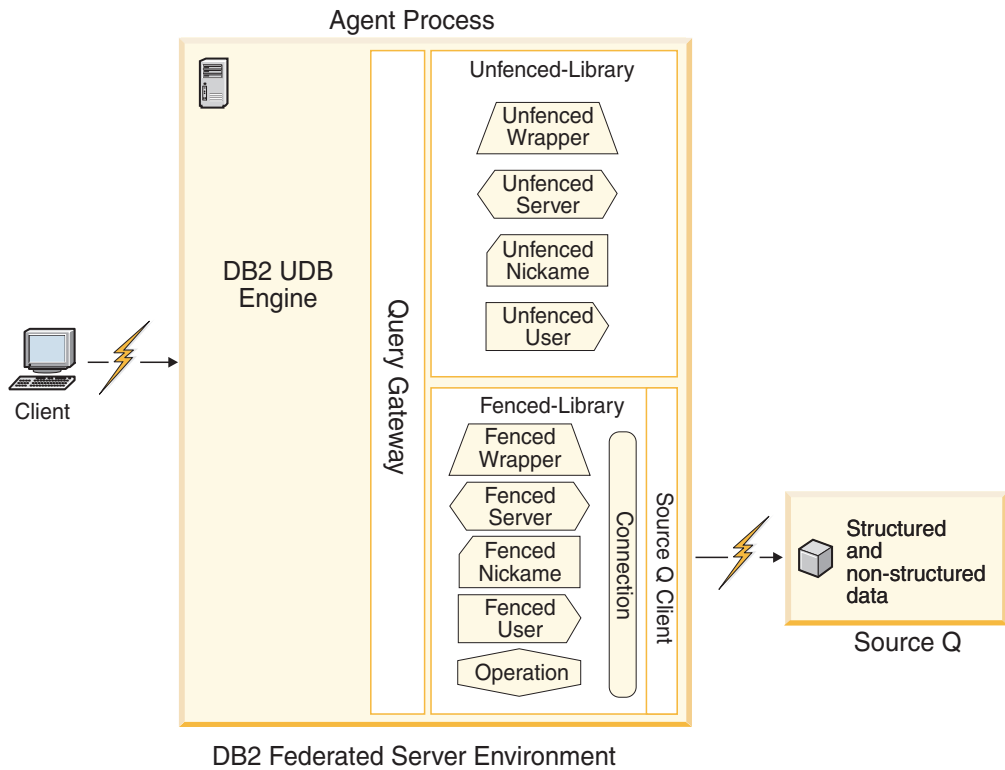 Agent Process
DB2 UDB
Engine
Query Gateway
Unfenced-Library
Unfenced
Wrapper
Unfenced
Server
Unfenced
Nickame
Unfenced
User
Client
Fenced-Library
Fenced
Wrapper
Fenced
Server
Fenced
Nickame
Fenced
User
Operation
Connection
Source Q Client
Structured
and
non-structured
data
Source Q
DB2 Federated Server Environment